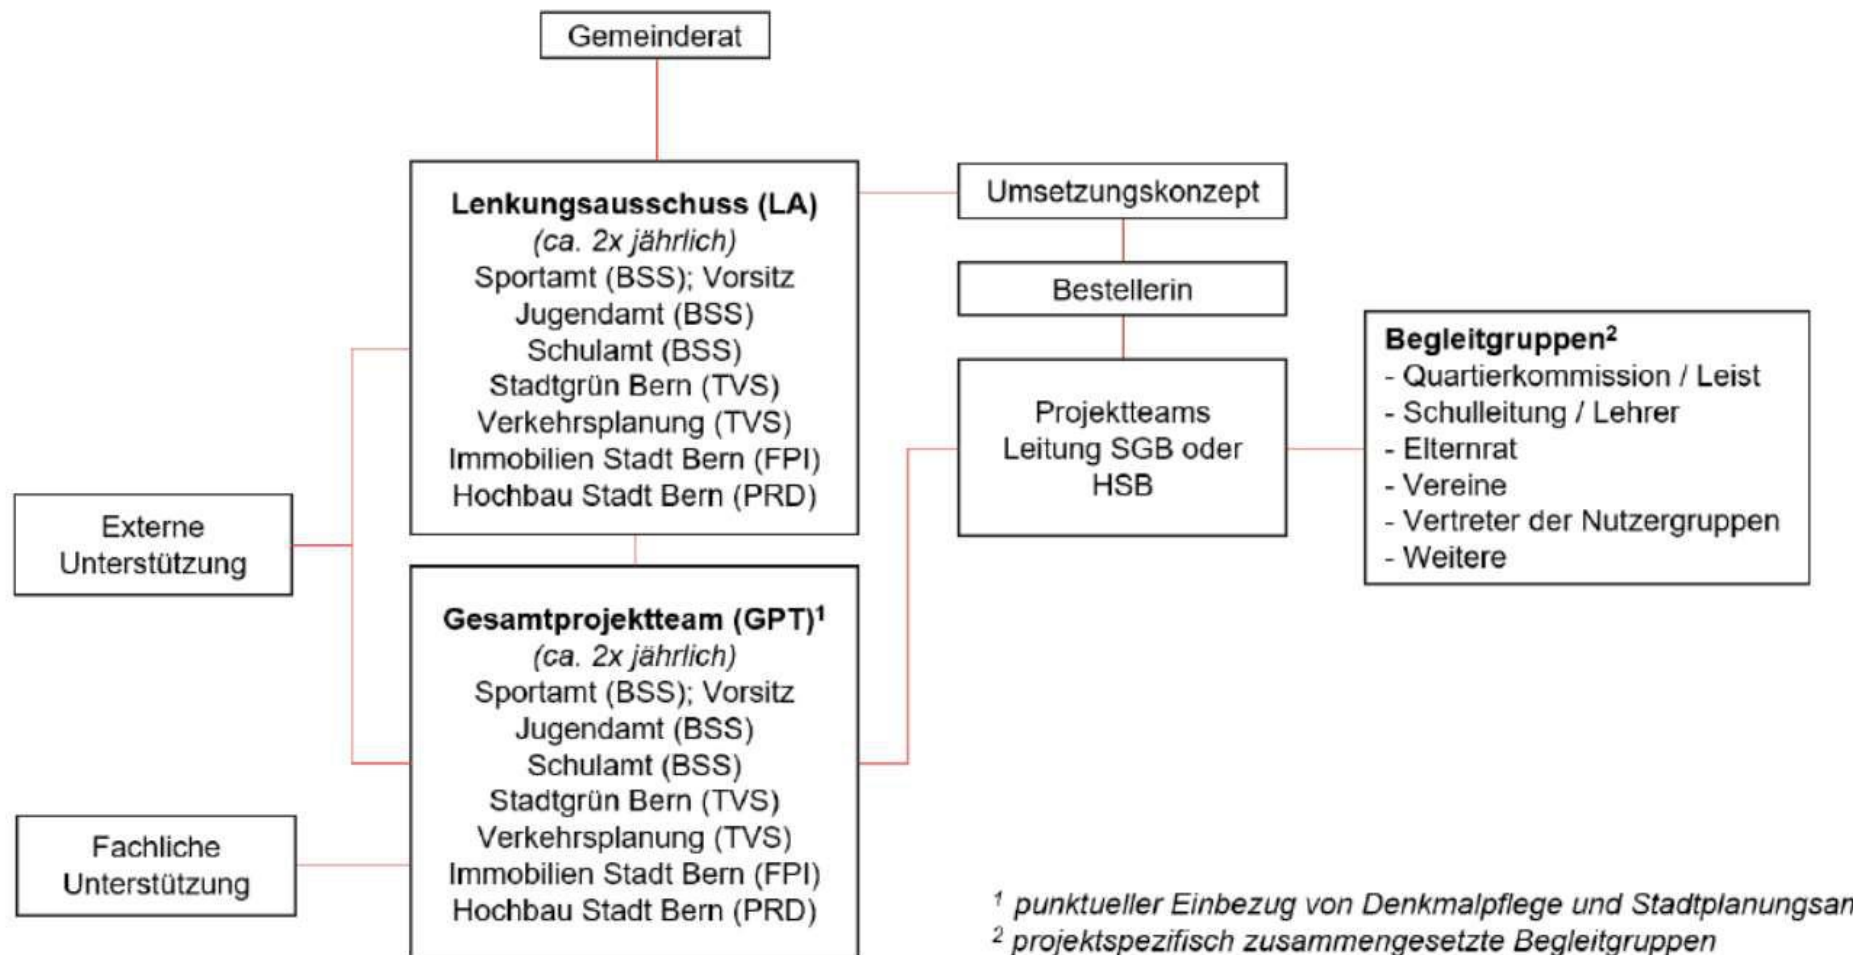 Gemeinderat
Lenkungsausschuss (LA)
(ca. 2x jährlich)
Sportamt (BSS); Vorsitz
Jugendamt (BSS)
Schulamt (BSS)
Stadtgrün Bern (TVS)
Verkehrsplanung (TVS)
Immobilien Stadt Bern (FPI)
Hochbau Stadt Bern (PRD)
Umsetzungskonzept
Bestellerin
Projektteams
Leitung SGB oder
HSB
Begleitgruppen²
- Quartierkommission / Leist
- Schulleitung / Lehrer
- Elternrat
- Vereine
- Vertreter der Nutzergruppen
- Weitere
Externe
Unterstützung
Gesamtprojektteam (GPT)¹
(ca. 2x jährlich)
Sportamt (BSS); Vorsitz
Jugendamt (BSS)
Schulamt (BSS)
Stadtgrün Bern (TVS)
Verkehrsplanung (TVS)
Immobilien Stadt Bern (FPI)
Hochbau Stadt Bern (PRD)
Fachliche
Unterstützung
¹ punktueller Einbezug von Denkmalpflege und
² projektspezifisch zusammengesetzte Begleitgruppen